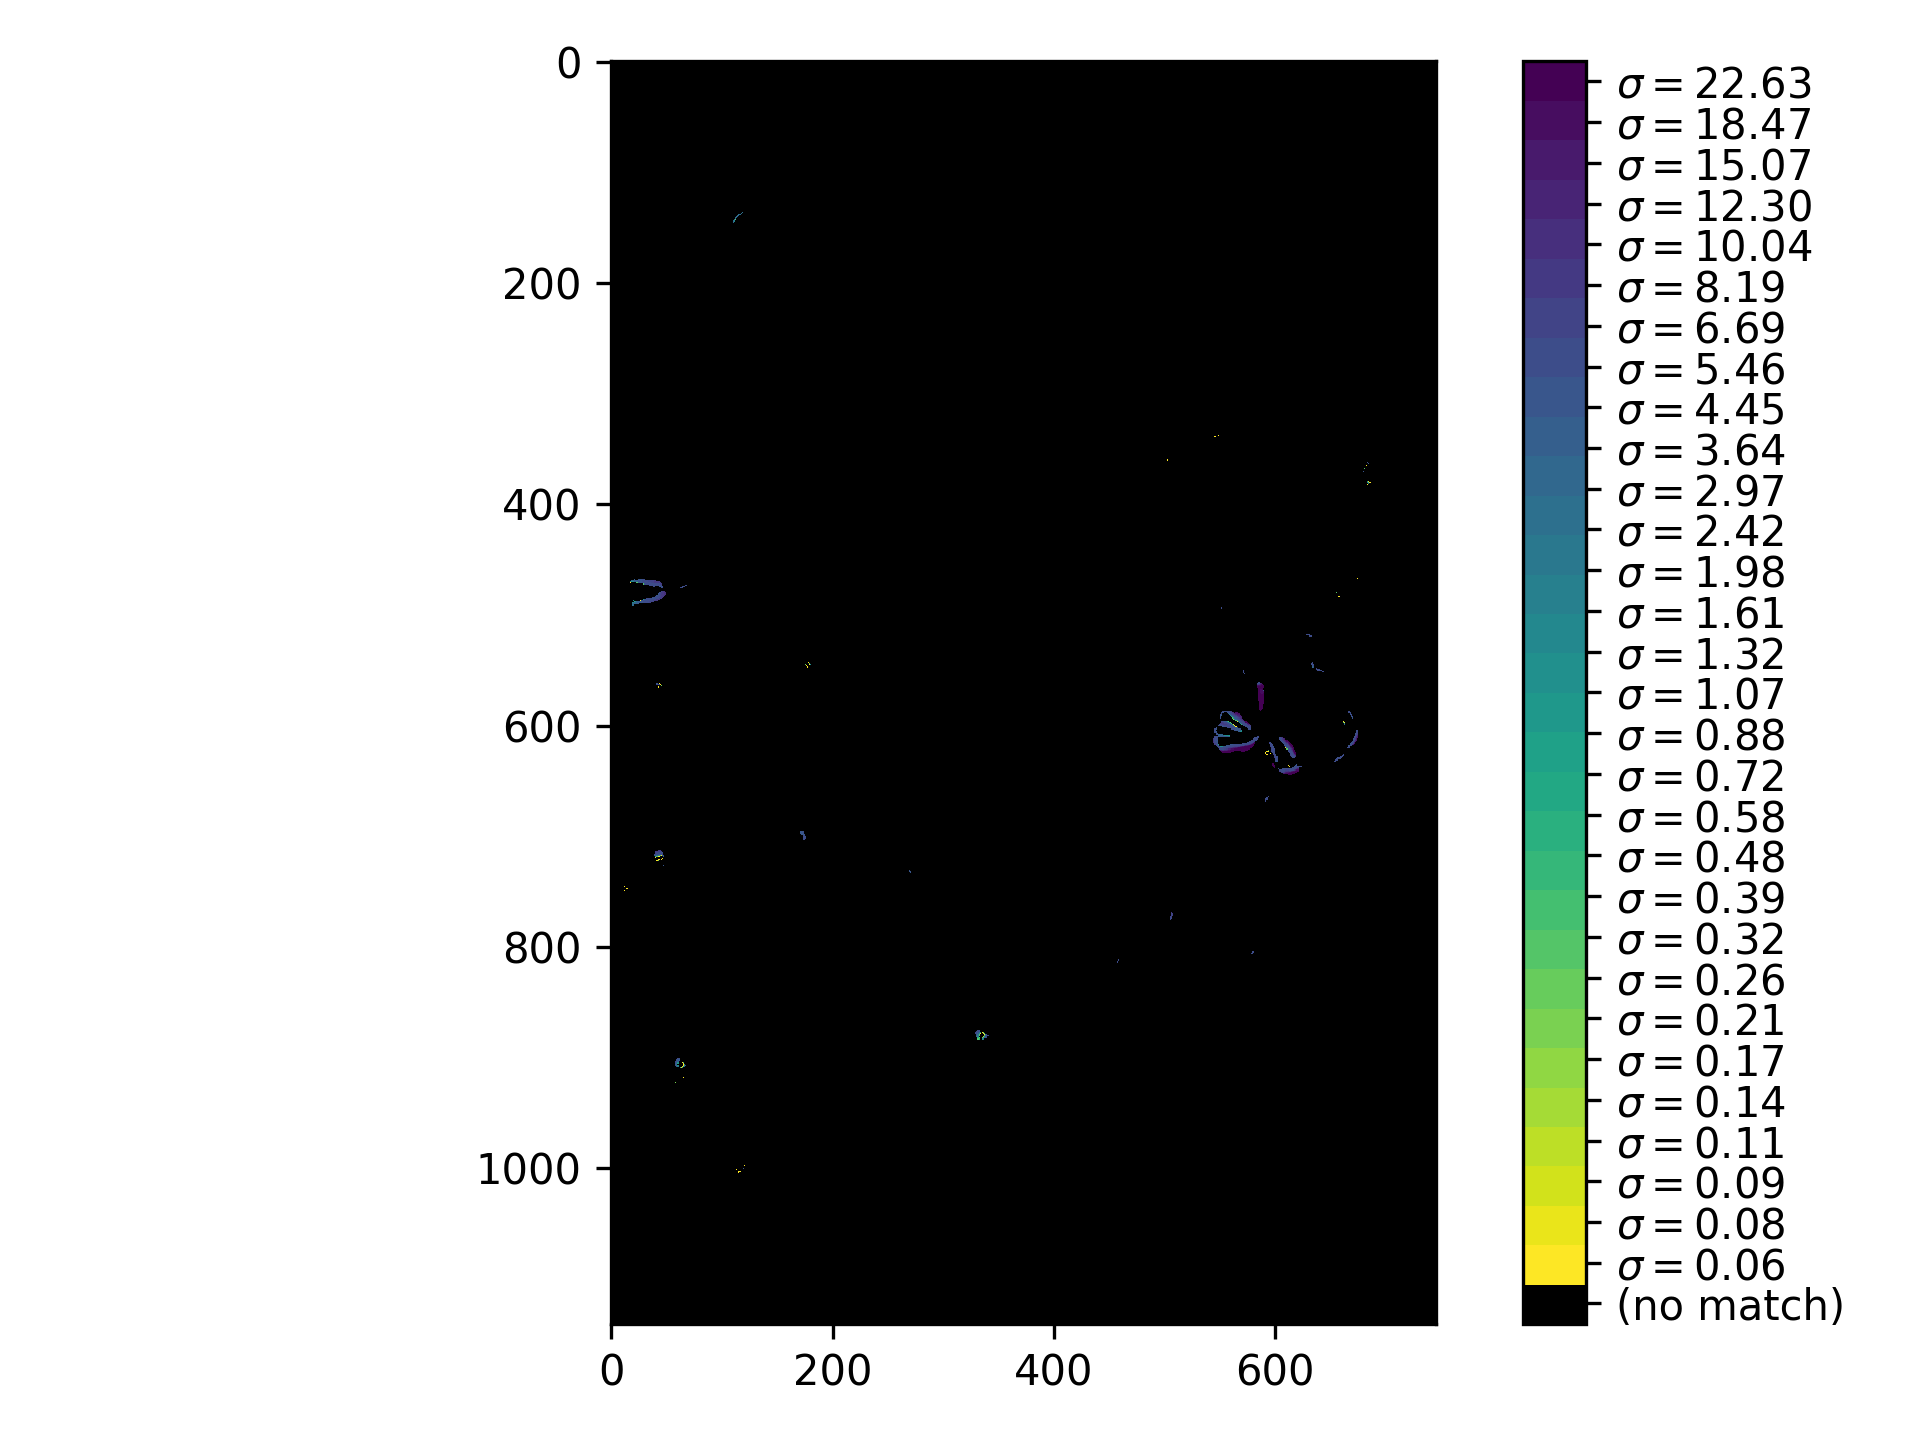 0
200
400
600
800
1000
0 200 400 600
σ = 22.63
σ = 18.47
σ = 15.07
σ = 12.30
σ = 10.04
σ = 8.19
σ = 6.69
σ = 5.46
σ = 4.45
σ = 3.64
σ = 2.97
σ = 2.42
σ = 1.98
σ = 1.61
σ = 1.32
σ = 1.07
σ = 0.88
σ = 0.72
σ = 0.58
σ = 0.48
σ = 0.39
σ = 0.32
σ = 0.26
σ = 0.21
σ = 0.17
σ = 0.14
σ = 0.11
σ = 0.09
σ = 0.08
σ = 0.06
(no match)